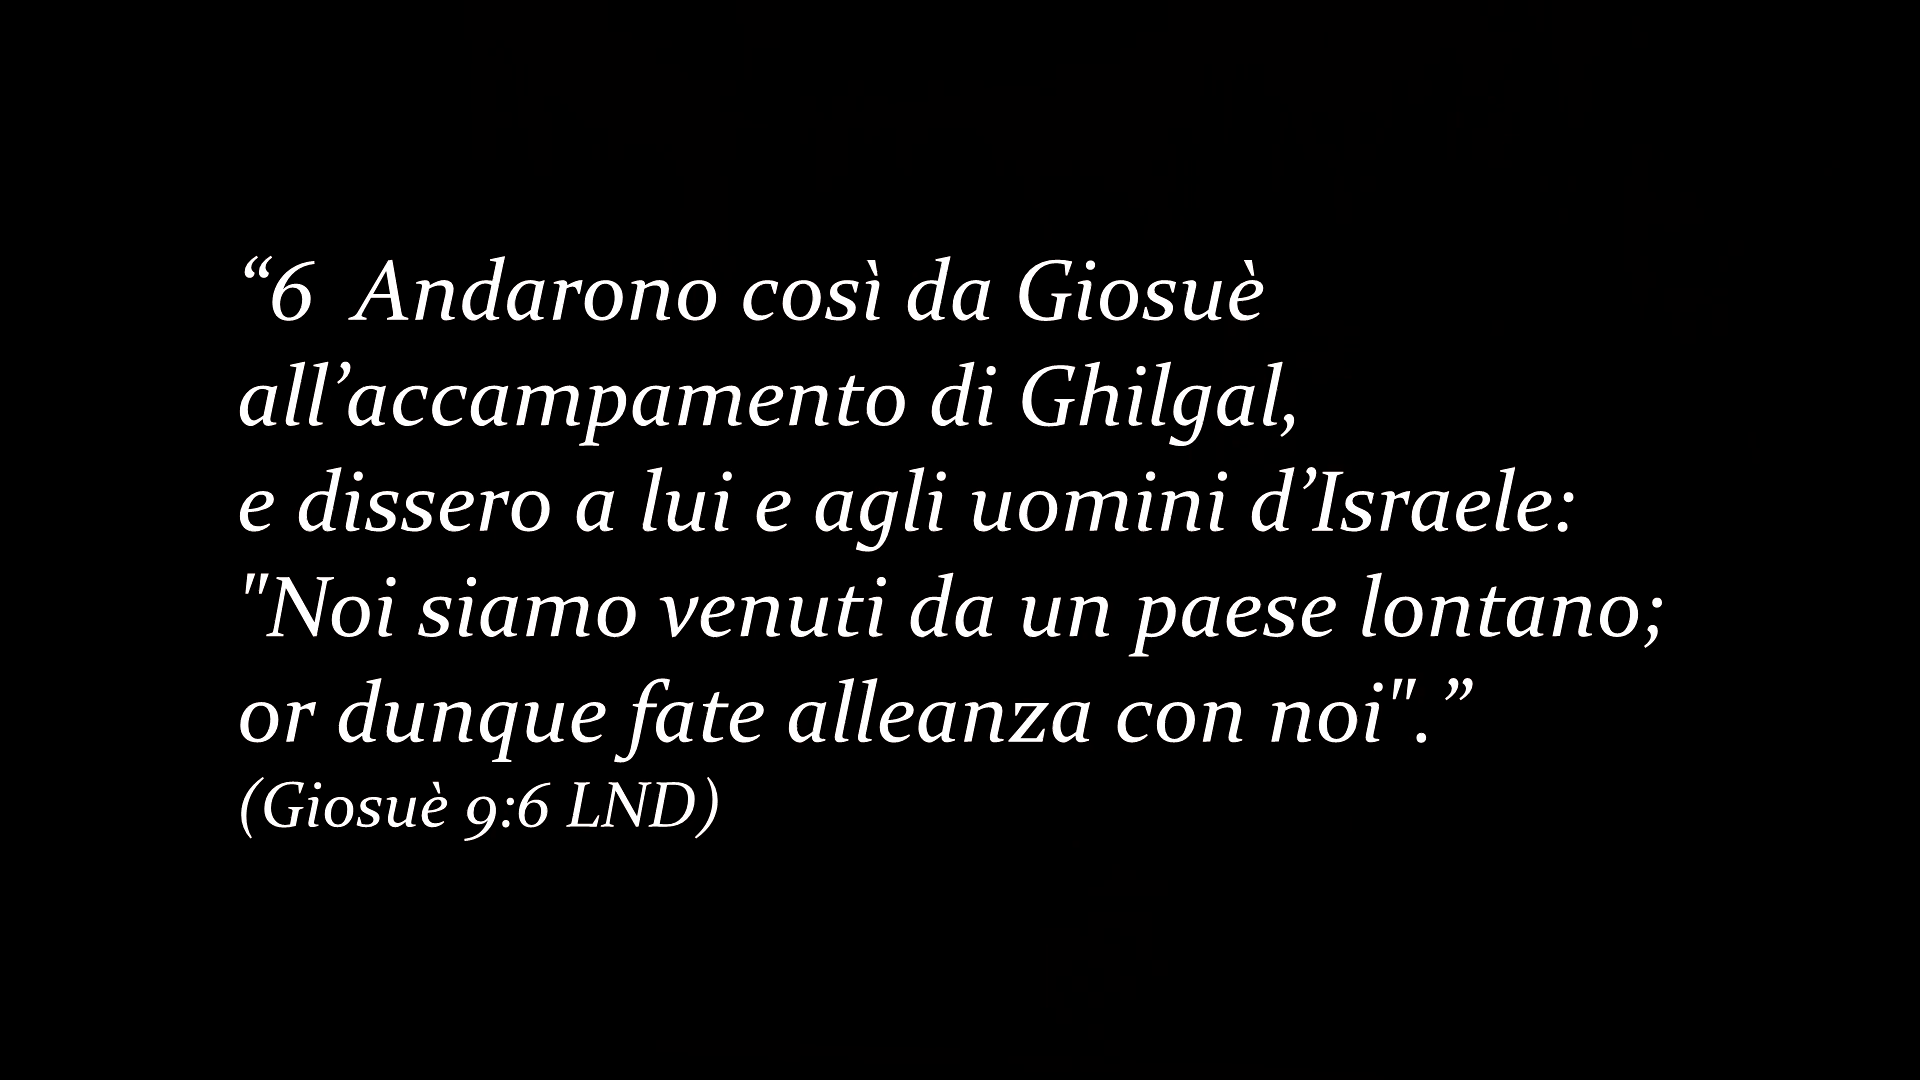 “6  Andarono così da Giosuè
all’accampamento di Ghilgal,
e dissero a lui e agli uomini d’Israele:
"Noi siamo venuti da un paese lontano;
or dunque fate alleanza con noi".”
(Giosuè 9:6 LND)